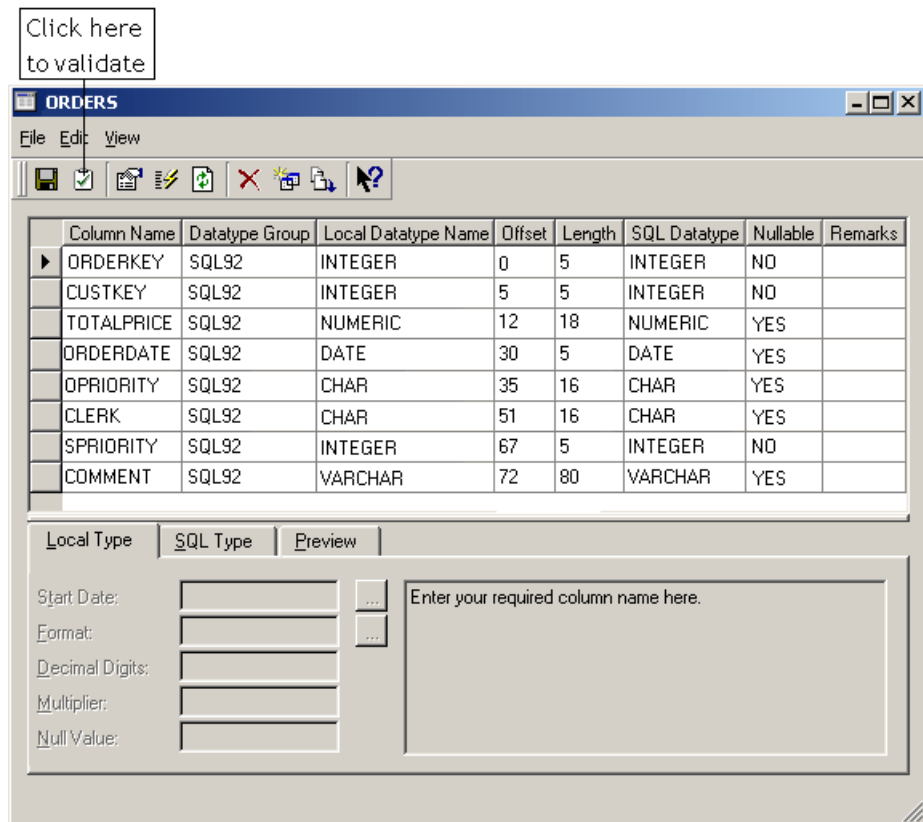 Click here
to validate
ORDERS
File Edit View
Column Name Datatype Group Local Datatype Name Offset Length SQL Datatype Nullable Remarks
ORDERKEY SQL92 INTEGER 0 5 INTEGER NO
CUSTKEY SQL92 INTEGER 5 5 INTEGER NO
TOTALPRICE SQL92 NUMERIC 12 18 NUMERIC YES
ORDERDATE SQL92 DATE 30 5 DATE YES
OPRIORITY SQL92 CHAR 35 16 CHAR YES
CLERK SQL92 CHAR 51 16 CHAR YES
SPRIORITY SQL92 INTEGER 67 5 INTEGER NO
COMMENT SQL92 VARCHAR 72 80 VARCHAR YES
Local Type SQL Type Preview
Start Date: ... Enter your required column name here.
Format: ...
Decimal Digits:
Multiplier:
Null Value: